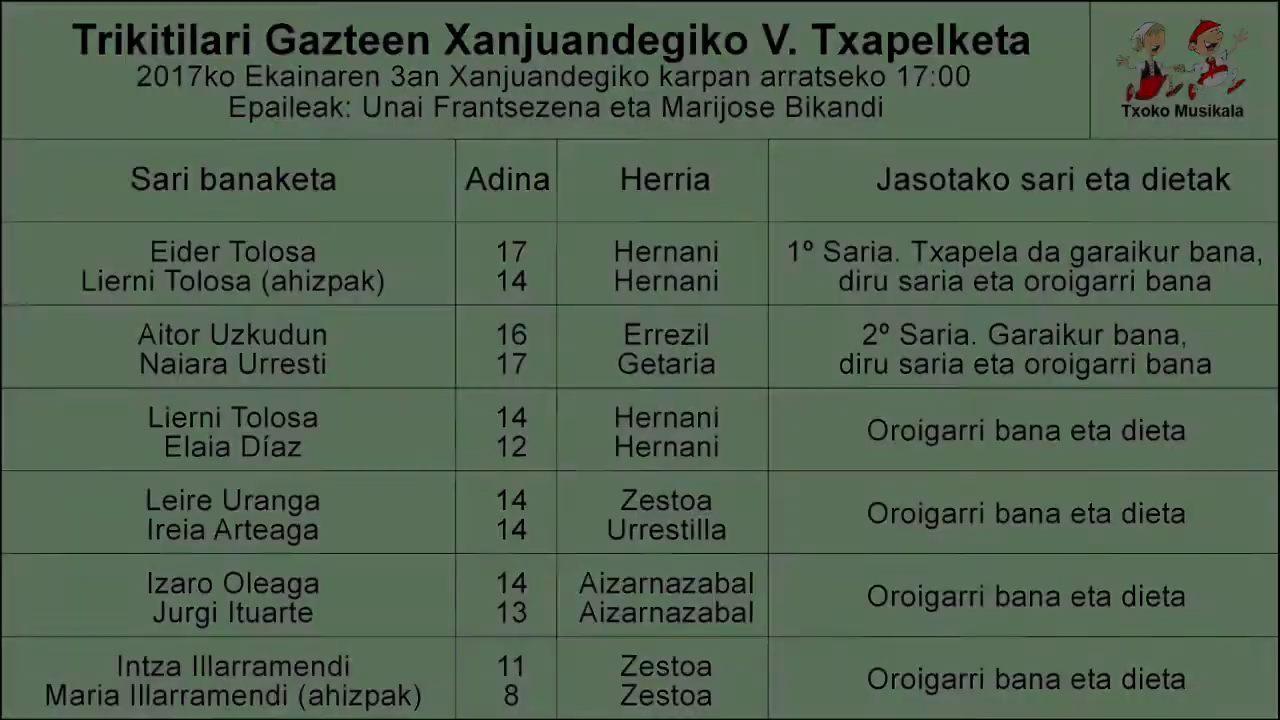 Trikitilari Gazteen Xanjuandegiko V. Txapelketa
2017ko Ekainaren 3an Xanjuandegiko karpan arratseko 17:00
Epaileak: Unai Frantsezena eta Marijose Bikandi
Txoko Musikala
Sari banaketa Adina Herria Jasotako sari eta dietak
Eider Tolosa 17 Hernani 1º Saria. Txapela da garaikur bana,
Lierni Tolosa (ahizpak) 14 Hernani diru saria eta oroigarri bana
Aitor Uzkudun 16 Errezil 2º Saria. Garaikur bana,
Naiara Urresti 17 Getaria diru saria eta oroigarri bana
Lierni Tolosa 14 Hernani
Elaia Díaz 12 Hernani
Oroigarri bana eta dieta
Leire Uranga 14 Zestoa
Ireia Arteaga 14 Urrestilla
Oroigarri bana eta dieta
Izaro Oleaga 14 Aizarnazabal
Jurgi Ituarte 13 Aizarnazabal
Oroigarri bana eta dieta
Intza Illarramendi 11 Zestoa
Maria Illarramendi (ahizpak) 8 Zestoa
Oroigarri bana eta dieta